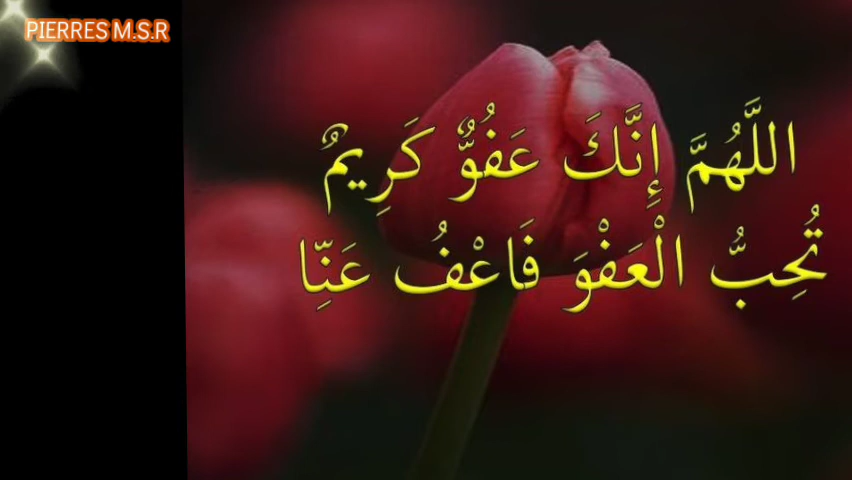 PIERRES M.S.R
اللَّهُمَّ إِنَّكَ عَفُوٌّ كَرِيمٌ
تُحِبُّ الْعَفْوَ فَاعْفُ عَنِّا